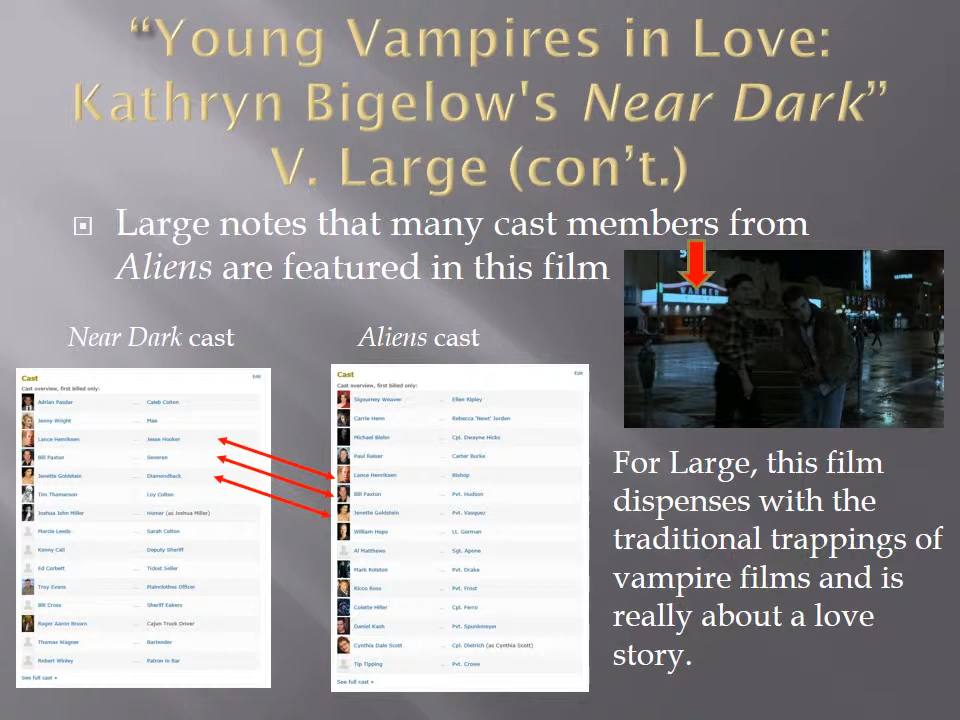 “Young Vampires in Love:
Kathryn Bigelow's Near Dark”
V. Large (con’t.)
Large notes that many cast members from
Aliens are featured in this film
Near Dark cast
Aliens cast
Cast
Edit
Cast overview, first billed only:
Adrian Pasdar ... Caleb Colton
Jenny Wright ... Mae
Lance Henriksen ... Jesse Hooker
Bill Paxton ... Severen
Jenette Goldstein ... Diamondback
Tim Thomerson ... Loy Colton
Joshua John Miller ... Homer (as Joshua Miller)
Marcie Leeds ... Sarah Colton
Kenny Call ... Deputy Sheriff
Ed Corbett ... Ticket Seller
Troy Evans ... Plainclothes Officer
Bill Cross ... Sheriff Eakers
Roger Aaron Brown ... Cajun Truck Driver
Thomas Wagner ... Bartender
Robert Winley ... Patron in Bar
See full cast »
Cast
Edit
Cast overview, first billed only:
Sigourney Weaver ... Ellen Ripley
Carrie Henn ... Rebecca 'Newt' Jorden
Michael Biehn ... Cpl. Dwayne Hicks
Paul Reiser ... Carter Burke
Lance Henriksen ... Bishop
Bill Paxton ... Pvt. Hudson
Jenette Goldstein ... Pvt. Vasquez
William Hope ... Lt. Gorman
Al Matthews ... Sgt. Apone
Mark Rolston ... Pvt. Drake
Ricco Ross ... Pvt. Frost
Colette Hiller ... Cpl. Ferro
Daniel Kash ... Pvt. Spunkmeyer
Cynthia Dale Scott ... Cpl. Dietrich (as Cynthia Scott)
Tip Tipping ... Pvt. Crowe
See full cast »
For Large, this film
dispenses with the
traditional trappings of
vampire films and is
really about a love
story.